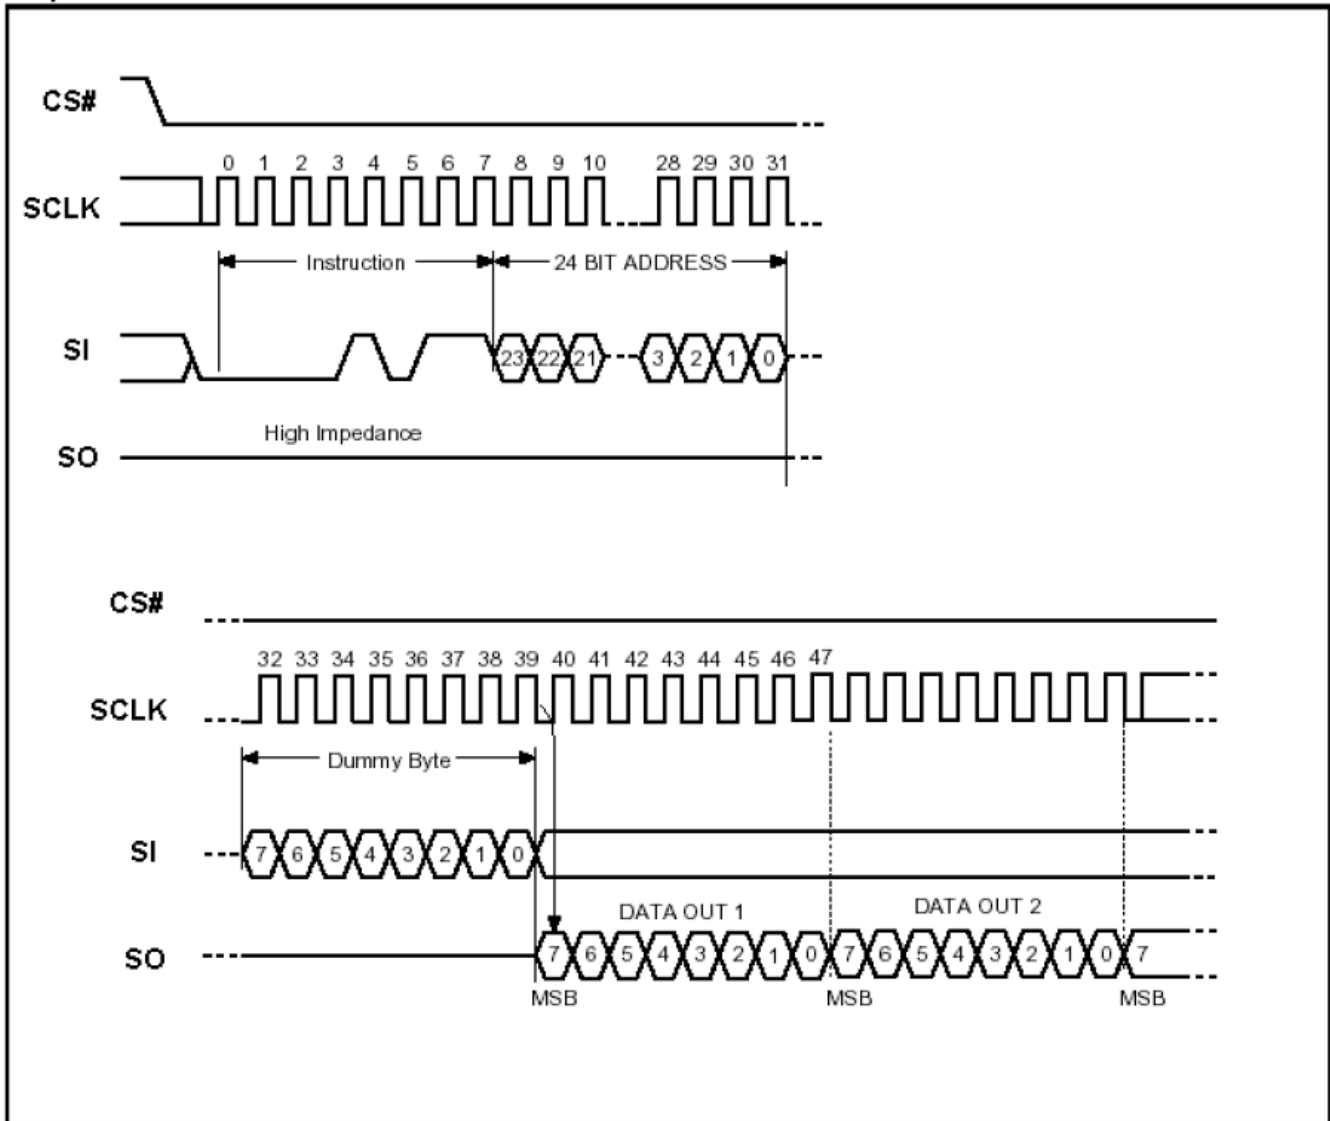 CS#
0 1 2 3 4 5 6 7 8 9 10 28 29 30 31
SCLK
Instruction 24 BIT ADDRESS
SI 23 22 21 3 2 1 0
High Impedance
SO
CS#
32 33 34 35 36 37 38 39 40 41 42 43 44 45 46 47
SCLK
Dummy Byte
SI 7 6 5 4 3 2 1 0
DATA OUT 1 DATA OUT 2
SO 7 6 5 4 3 2 1 0 7 6 5 4 3 2 1 0 7
MSB MSB MSB